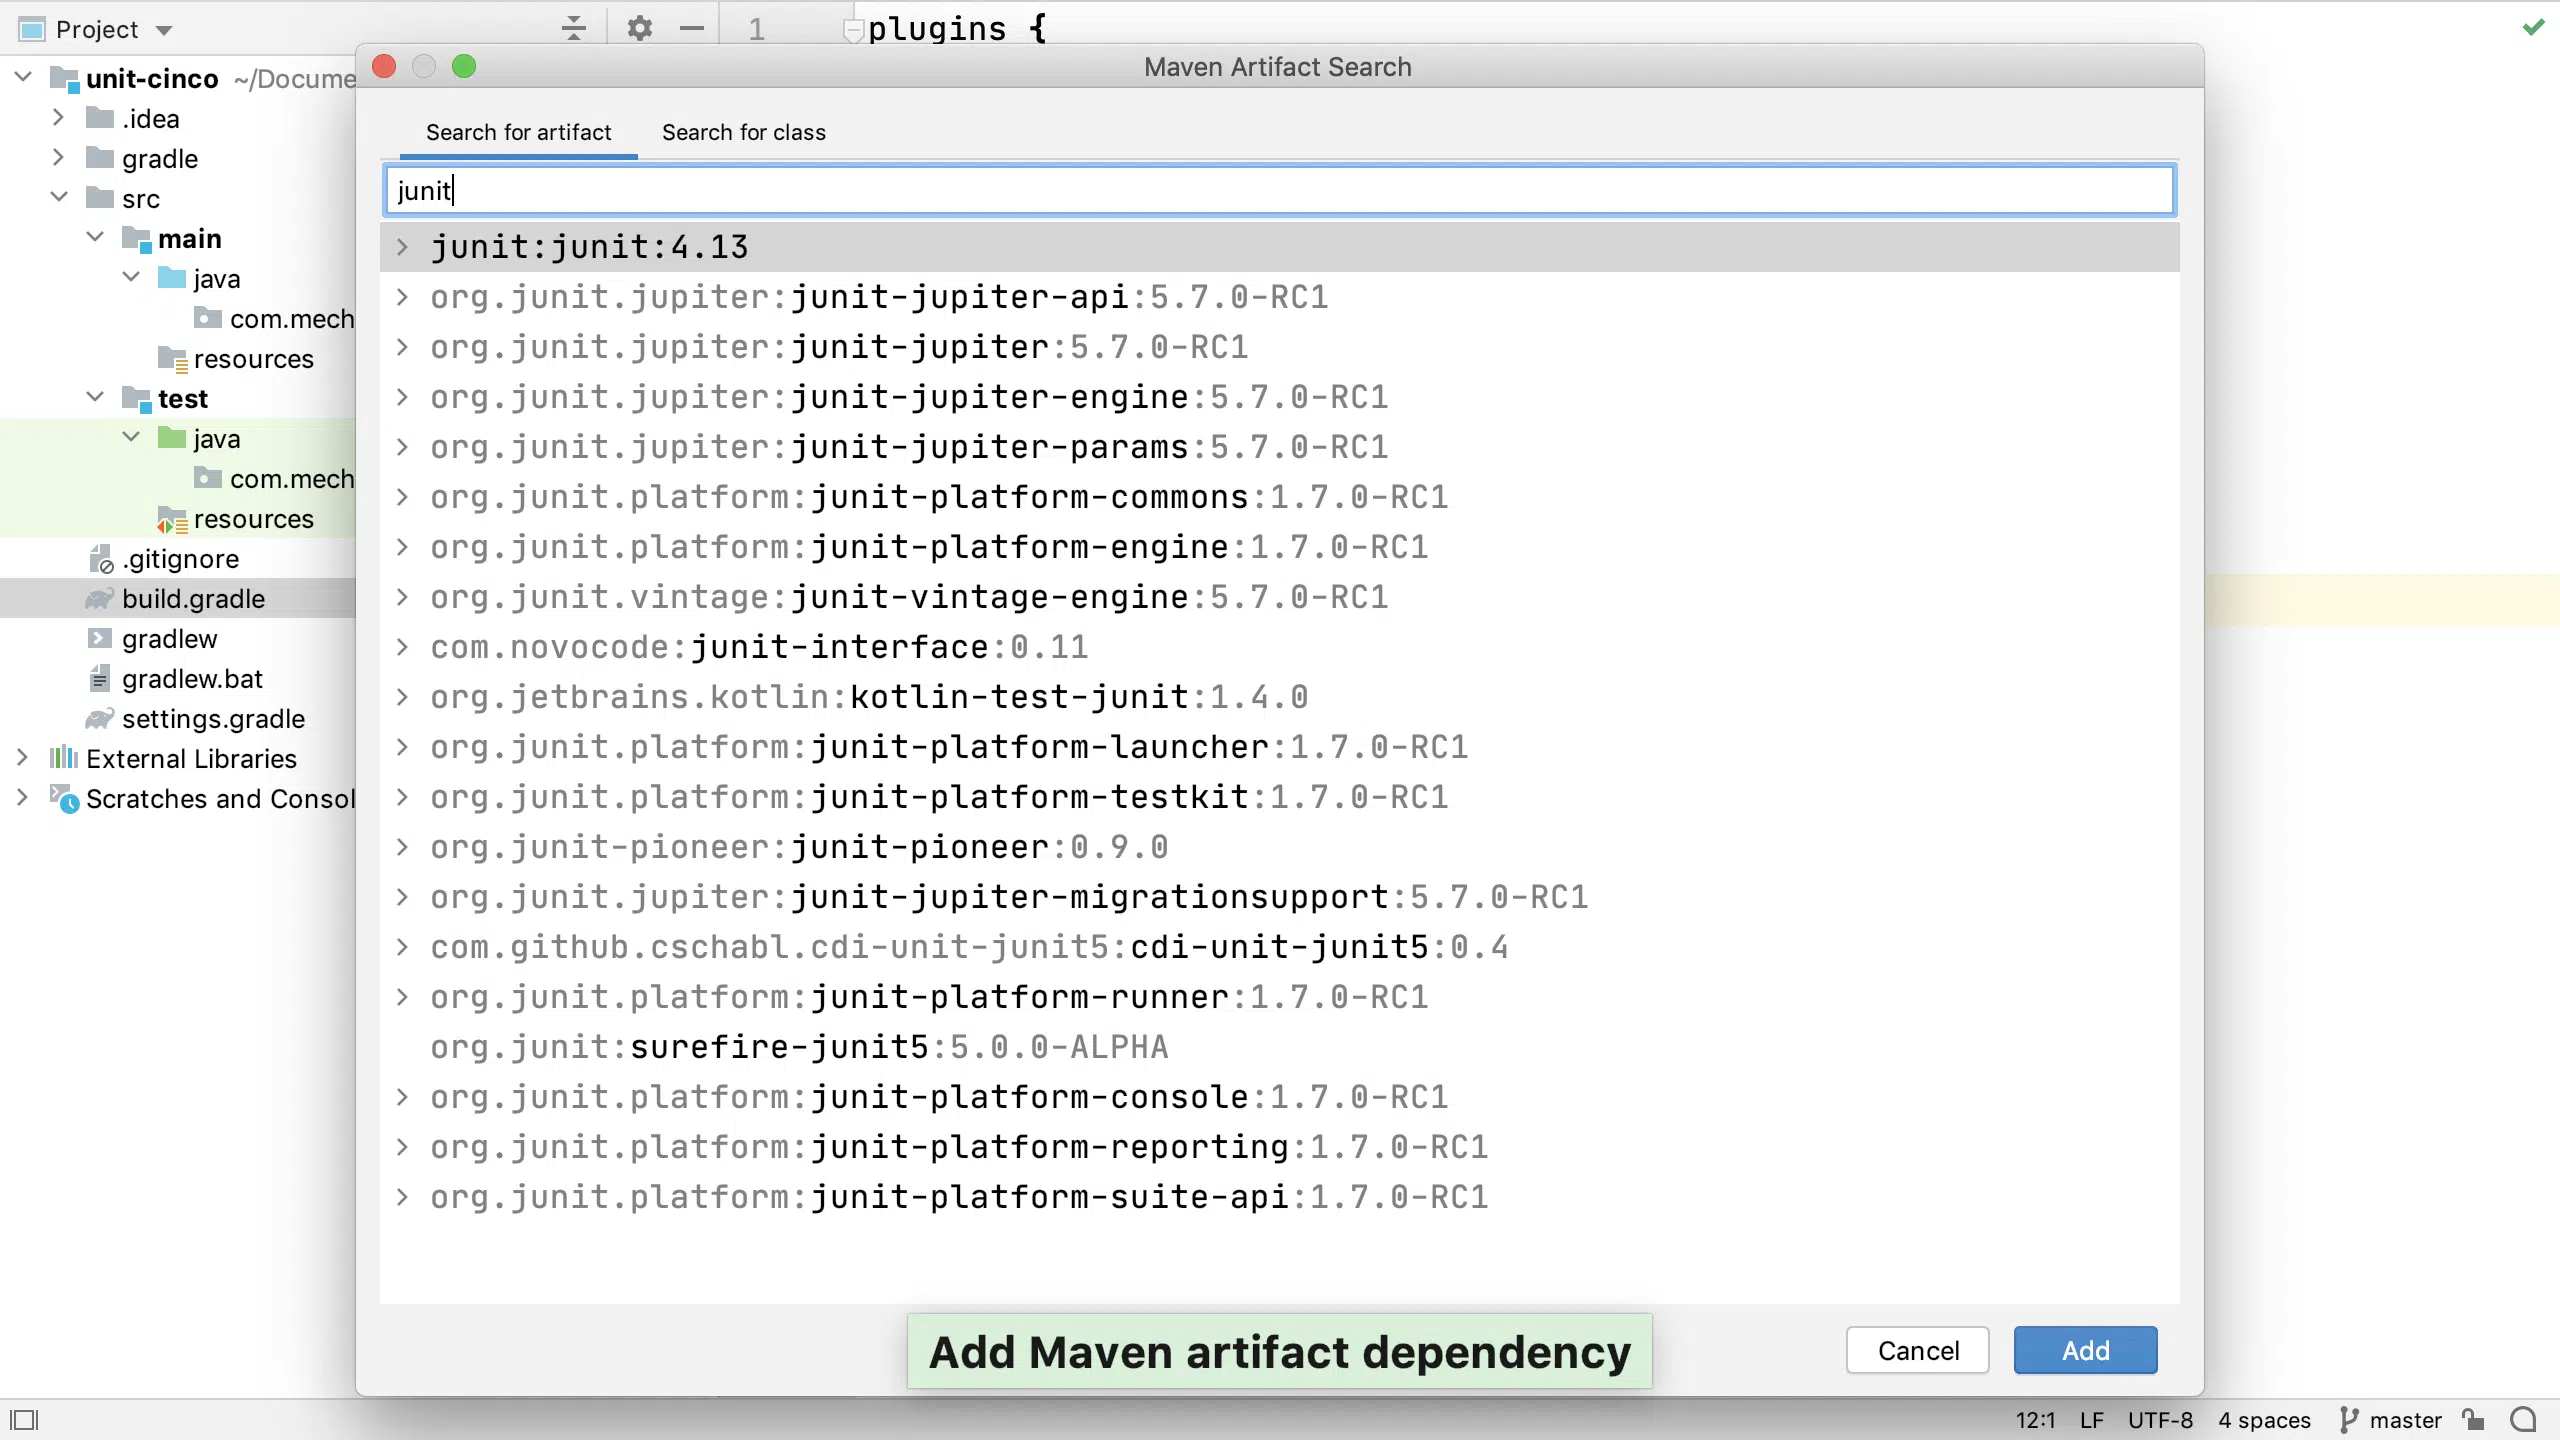 Project
1
plugins {
unit-cinco ~/Docume
.idea
gradle
src
main
java
com.mech
resources
test
java
com.mech
resources
.gitignore
build.gradle
gradlew
gradlew.bat
settings.gradle
External Libraries
Scratches and Consol
Maven Artifact Search
Search for artifact Search for class
junit
junit:junit:4.13
org.junit.jupiter:junit-jupiter-api:5.7.0-RC1
org.junit.jupiter:junit-jupiter:5.7.0-RC1
org.junit.jupiter:junit-jupiter-engine:5.7.0-RC1
org.junit.jupiter:junit-jupiter-params:5.7.0-RC1
org.junit.platform:junit-platform-commons:1.7.0-RC1
org.junit.platform:junit-platform-engine:1.7.0-RC1
org.junit.vintage:junit-vintage-engine:5.7.0-RC1
com.novocode:junit-interface:0.11
org.jetbrains.kotlin:kotlin-test-junit:1.4.0
org.junit.platform:junit-platform-launcher:1.7.0-RC1
org.junit.platform:junit-platform-testkit:1.7.0-RC1
org.junit-pioneer:junit-pioneer:0.9.0
org.junit.jupiter:junit-jupiter-migrationsupport:5.7.0-RC1
com.github.cschabl.cdi-unit-junit5:cdi-unit-junit5:0.4
org.junit.platform:junit-platform-runner:1.7.0-RC1
org.junit:surefire-junit5:5.0.0-ALPHA
org.junit.platform:junit-platform-console:1.7.0-RC1
org.junit.platform:junit-platform-reporting:1.7.0-RC1
org.junit.platform:junit-platform-suite-api:1.7.0-RC1
Add Maven artifact dependency
Cancel Add
12:1 LF UTF-8 4 spaces master